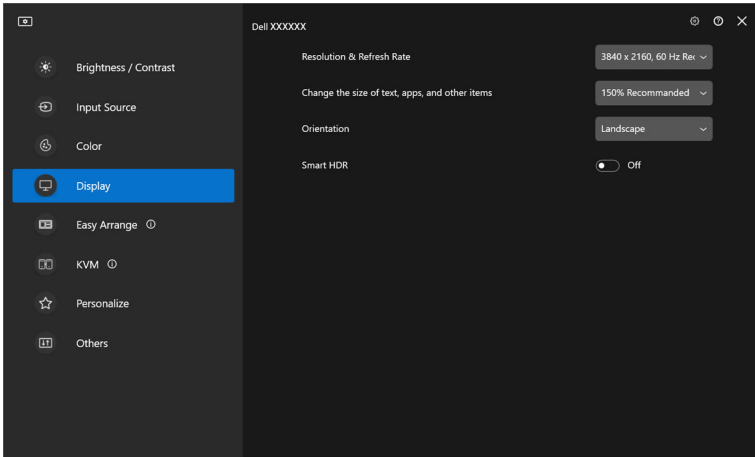 Dell XXXXXX
Brightness / Contrast
Input Source
Color
Display
Easy Arrange
KVM
Personalize
Others
Resolution & Refresh Rate
3840 x 2160, 60 Hz Rec
Change the size of text, apps, and other items
150% Recommanded
Orientation
Landscape
Smart HDR
Off